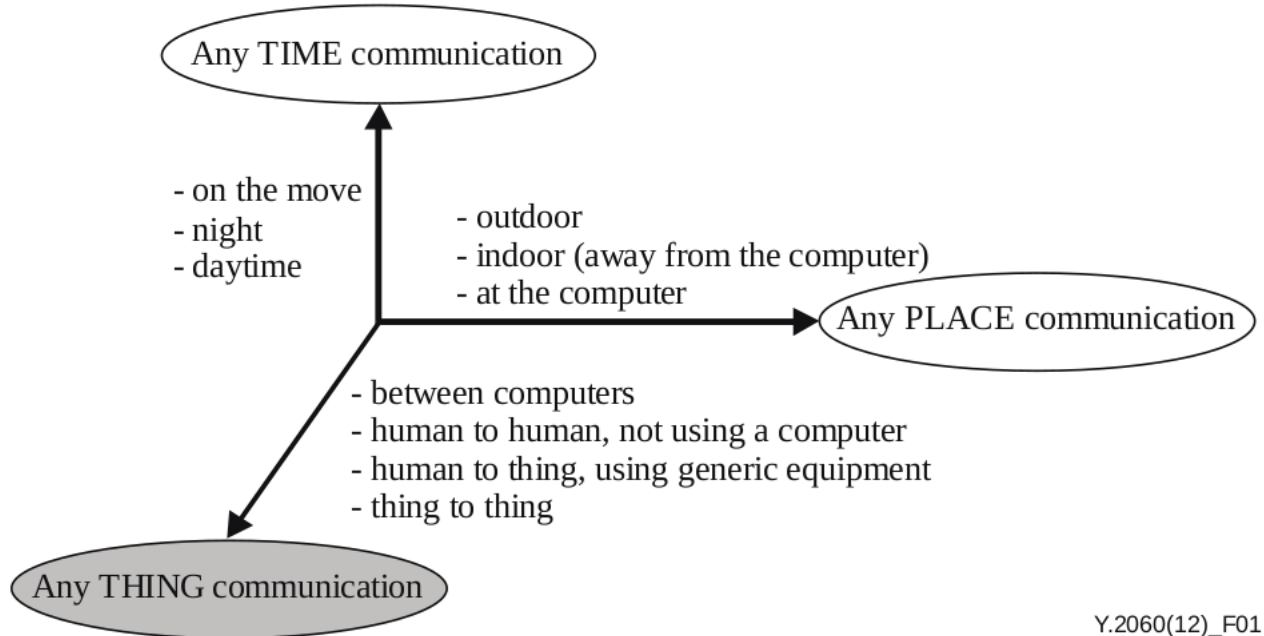 Any TIME communication
- on the move
- night
- daytime
- outdoor
- indoor (away from the computer)
- at the computer
Any PLACE communication
- between computers
- human to human, not using a computer
- human to thing, using generic equipment
- thing to thing
Any THING communication
Y.2060(12)_F01